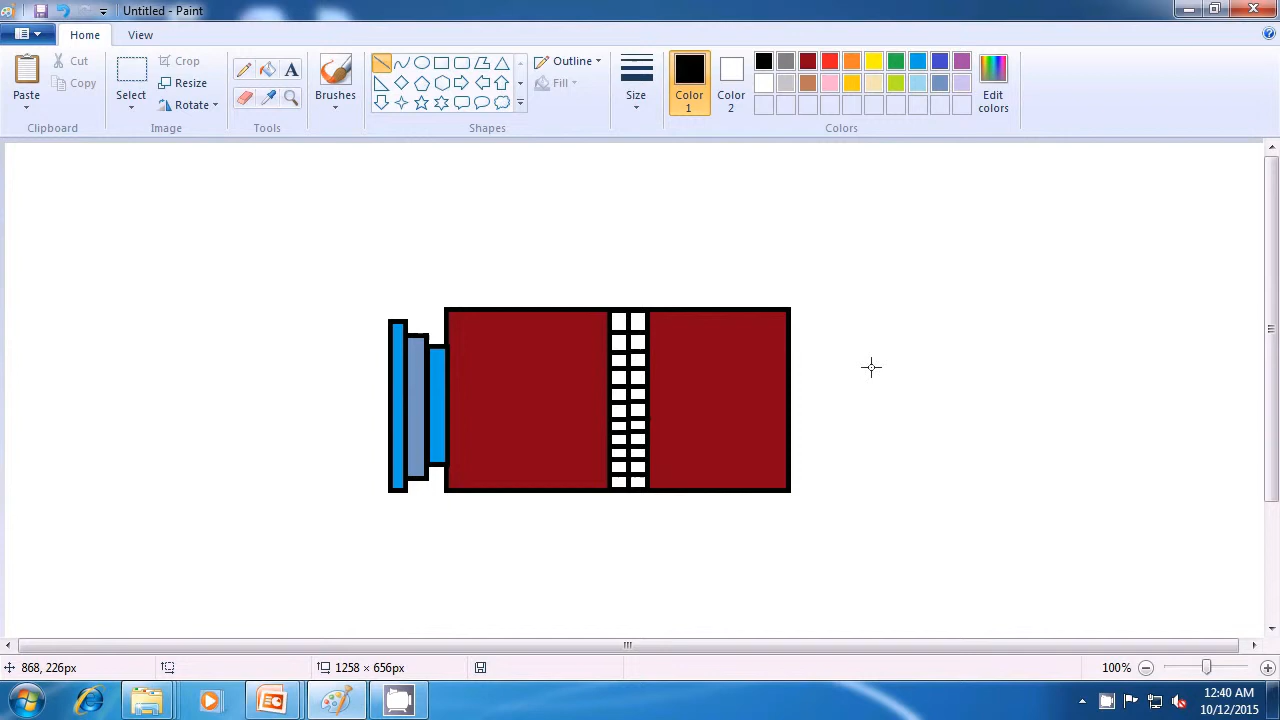 Untitled - Paint
Home View
Paste
Cut
Copy
Clipboard
Select
Crop
Resize
Rotate
Image
A
Tools
Brushes
Outline
Fill
Shapes
Size
Color 1
Color 2
Edit colors
Colors
868, 226px
1258 × 656px
100%
12:40 AM
10/12/2015